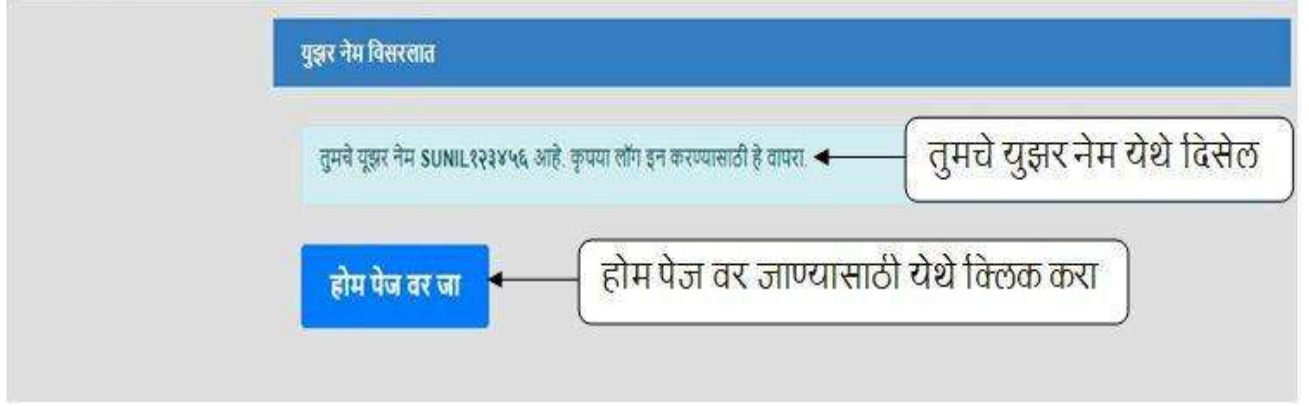 युझर नेम विसरलात
तुमचे यूझर नेम SUNIL१२३४५६ आहे. कृपया लॉग इन करण्यासाठी हे वापरा.
तुमचे युझर नेम येथे दिसेल
होम पेज वर जा
होम पेज वर जाण्यासाठी येथे क्लिक करा